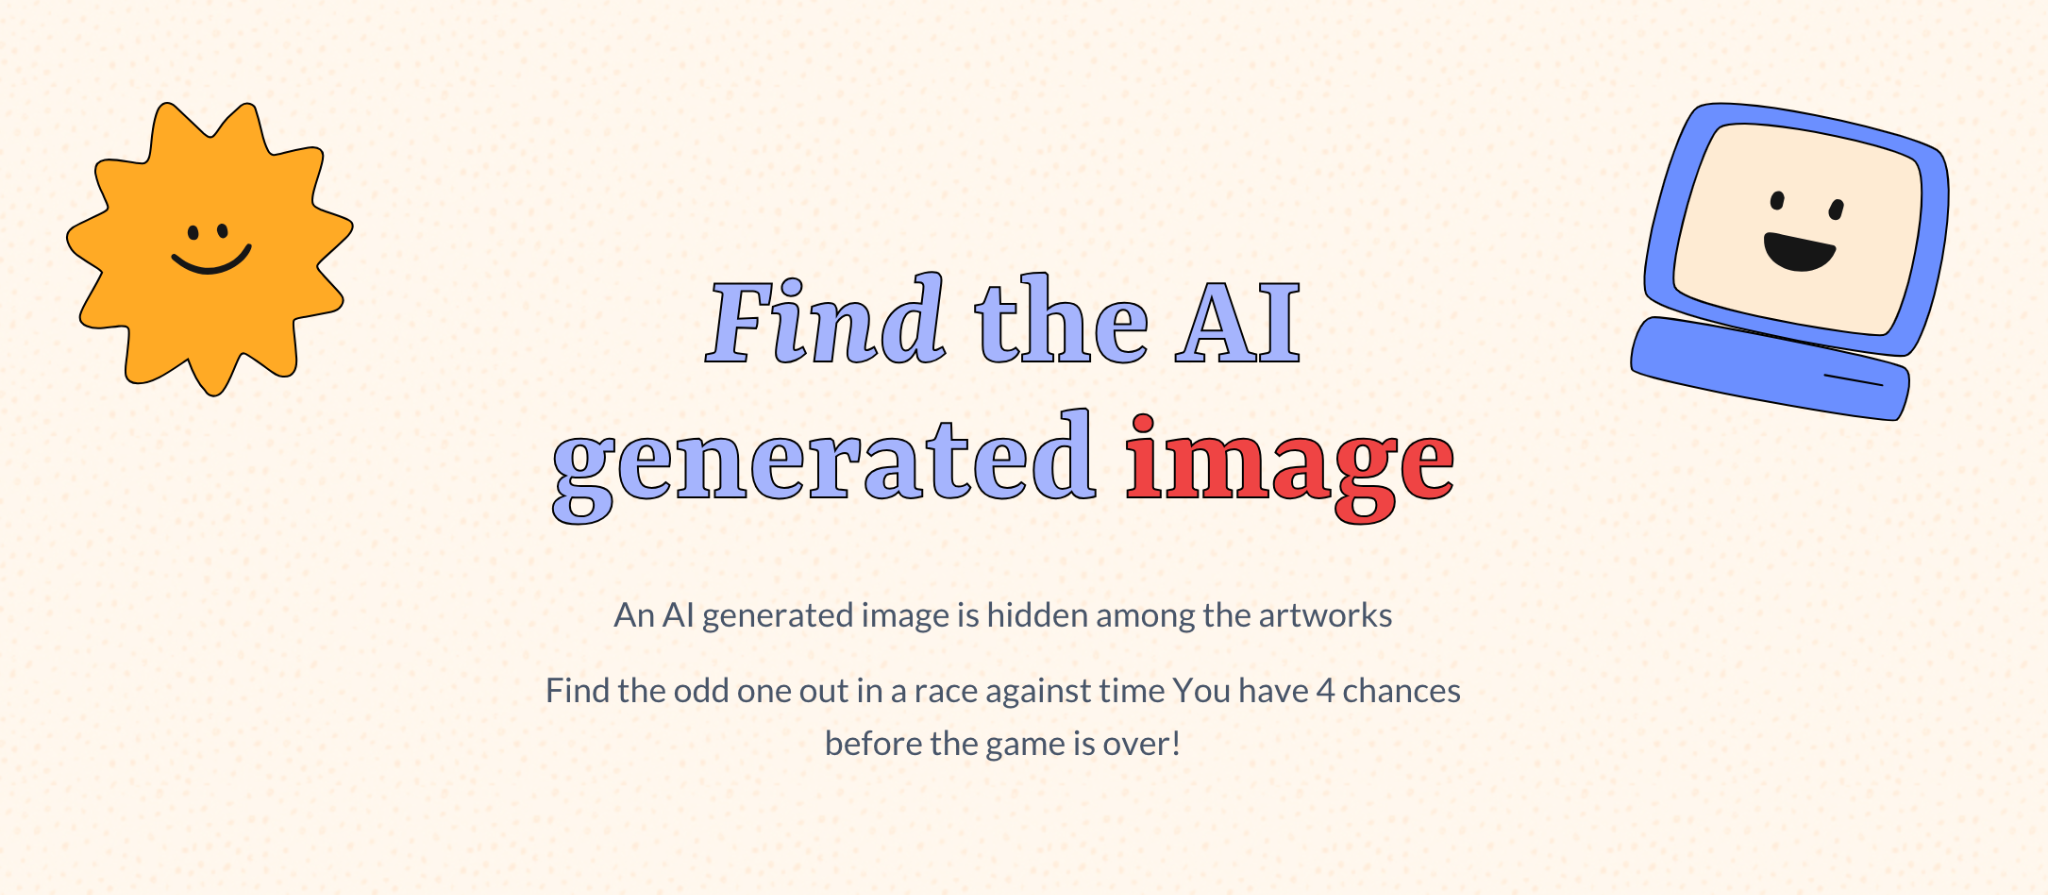 Find the AI
generated image
An AI generated image is hidden among the artworks
Find the odd one out in a race against time You have 4 chances
before the game is over!